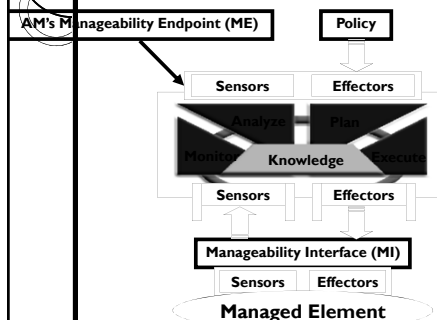 AM's Manageability Endpoint (ME)
Policy
Sensors Effectors
Analyze Plan
Monitor Knowledge Execute
Sensors Effectors
Manageability Interface (MI)
Sensors Effectors
Managed Element